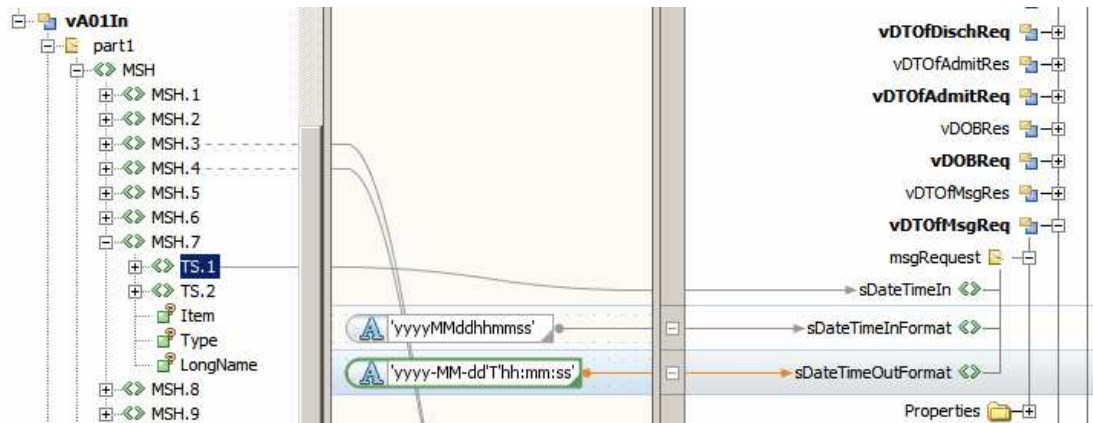 vA01In
part1
MSH
MSH.1
MSH.2
MSH.3
MSH.4
MSH.5
MSH.6
MSH.7
TS.1
TS.2
Item
Type
LongName
MSH.8
MSH.9
A 'yyyyMMddhhmmss'
A 'yyyy-MM-dd'T'hh:mm:ss'
vDTOfDischReq
vDTOfAdmitRes
vDTOfAdmitReq
vDOBRes
vDOBReq
vDTOfMsgRes
vDTOfMsgReq
msgRequest
sDateTimeIn
sDateTimeInFormat
sDateTimeOutFormat
Properties